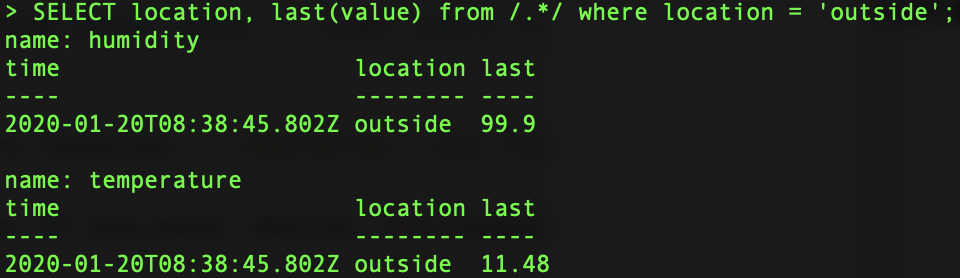 > SELECT location, last(value) from /.*/ where location = 'outside';
name: humidity
time                     location last
----                     -------- ----
2020-01-20T08:38:45.802Z outside  99.9

name: temperature
time                     location last
----                     -------- ----
2020-01-20T08:38:45.802Z outside  11.48